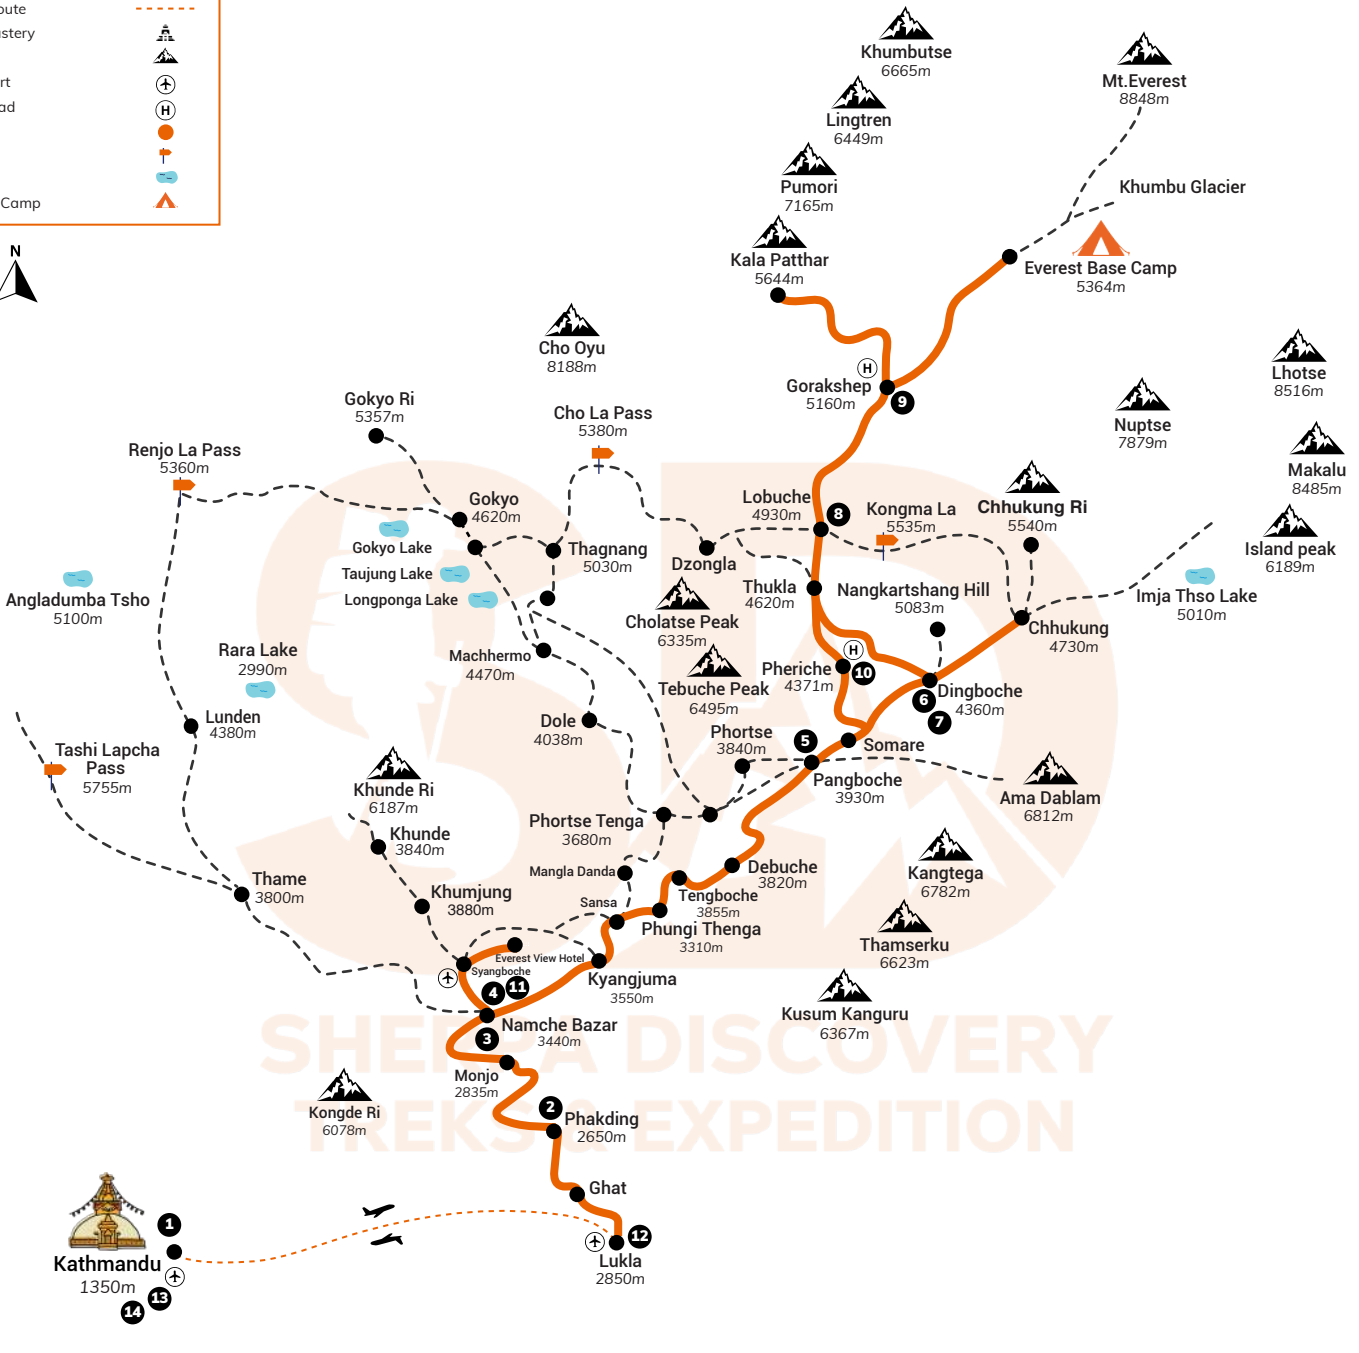 oute
astery
rt
ad
Camp
N
H
Khumbutse
6665m
Mt.Everest
8848m
Lingtren
6449m
Pumori
7165m
Khumbu Glacier
Kala Patthar
5644m
Everest Base Camp
5364m
Cho Oyu
8188m
Lhotse
8516m
H
Gorakshep
5160m
9
Gokyo Ri
5357m
Cho La Pass
5380m
Nuptse
7879m
Renjo La Pass
5360m
Makalu
8485m
Gokyo
4620m
Lobuche
4930m
8
Kongma La
5535m
Chhukung Ri
5540m
Gokyo Lake
Thagnang
5030m
Dzongla
Island peak
6189m
Taujung Lake
Longponga Lake
Angladumba Tsho
5100m
Thukla
4620m
Nangkartshang Hill
5083m
Imja Thso Lake
5010m
Cholatse Peak
6335m
Chhukung
4730m
Rara Lake
2990m
Machhermo
4470m
H
Pheriche
4371m
10
Tebuche Peak
6495m
Dingboche
4360m
6
7
Lunden
4380m
Dole
4038m
Phortse
3840m
5
Somare
Tashi Lapcha
Pass
5755m
Pangboche
3930m
Khunde Ri
6187m
Ama Dablam
6812m
Phortse Tenga
3680m
Khunde
3840m
Mangla Danda
Debuche
3820m
Kangtega
6782m
Thame
3800m
Khumjung
3880m
Tengboche
3855m
Sansa
Phungi Thenga
3310m
Thamserku
6623m
Everest View Hotel
Syangboche
Kyangjuma
3550m
4
11
Kusum Kanguru
6367m
Namche Bazar
3440m
3
SHERPA DISCOVERY
TREKS & EXPEDITION
Monjo
2835m
Kongde Ri
6078m
2
Phakding
2650m
Ghat
1
12
Kathmandu
1350m
Lukla
2850m
13
14